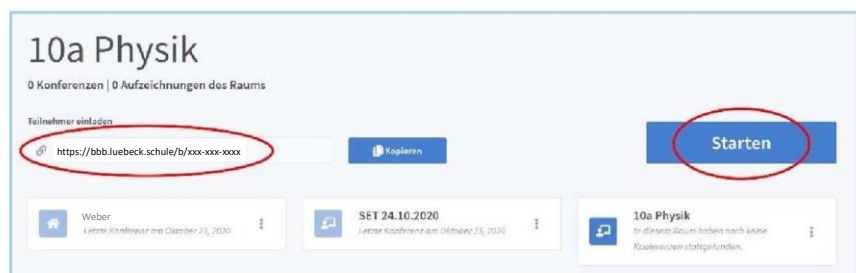 10a Physik
0 Konferenzen | 0 Aufzeichnungen des Raums
Teilnehmer einladen
https://bbb.luebeck.schule/b/xxx-xxx-xxxx
Kopieren
Starten
Weber
Letzte Konferenz am Oktober 23, 2020
SET 24.10.2020
Letzte Konferenz am Oktober 25, 2020
10a Physik
In diesem Raum haben noch keine
Konferenzen stattgefunden.